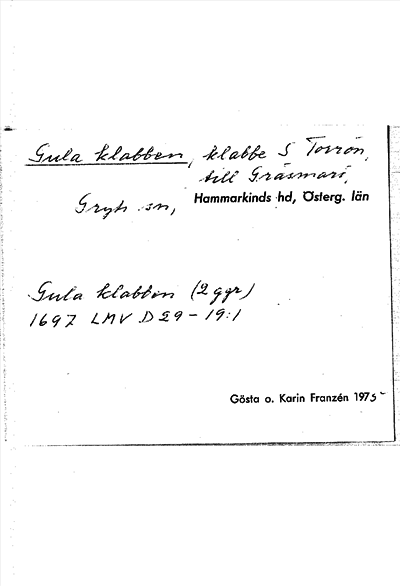 Gula klabben, klabbe S Torrön,
till Gräsmarö,
Gryts sn, Hammarkinds hd, Österg. län
Gula klabben (2 ggr)
1697 LMV D 29-19:1
Gösta o. Karin Franzén 1975